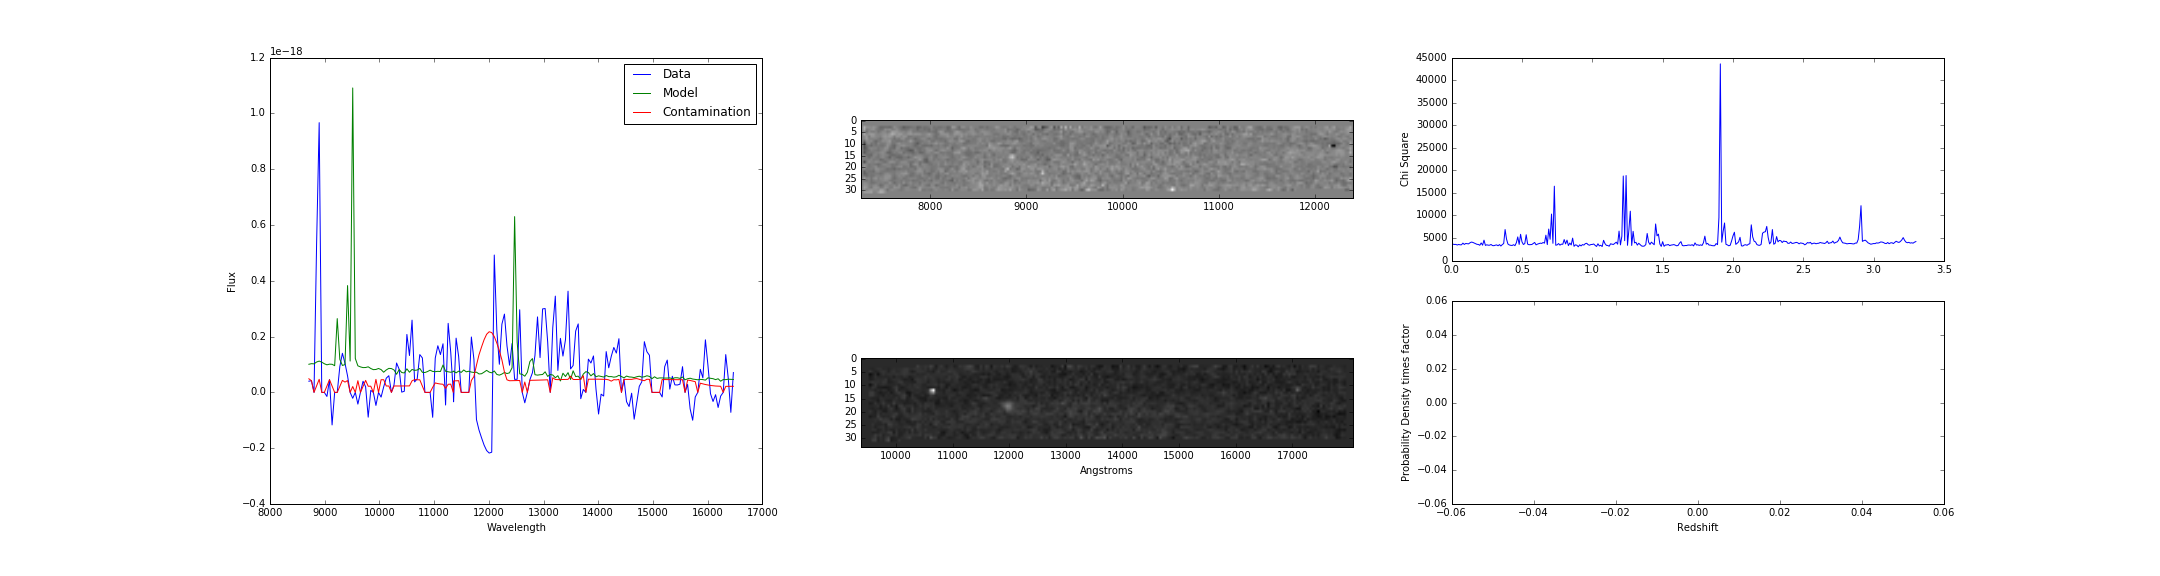 1e−18
1.2
1.0
0.8
0.6
0.4
0.2
0.0
−0.2
−0.4
Flux
8000 9000 10000 11000 12000 13000 14000 15000 16000 17000
Wavelength
Data
Model
Contamination
0
5
10
15
20
25
30
8000 9000 10000 11000 12000
0
5
10
15
20
25
30
10000 11000 12000 13000 14000 15000 16000 17000
Angstroms
45000
40000
35000
30000
25000
20000
15000
10000
5000
0
Chi Square
0.0 0.5 1.0 1.5 2.0 2.5 3.0 3.5
0.06
0.04
0.02
0.00
−0.02
−0.04
−0.06
Probability Density times factor
−0.06 −0.04 −0.02 0.00 0.02 0.04 0.06
Redshift